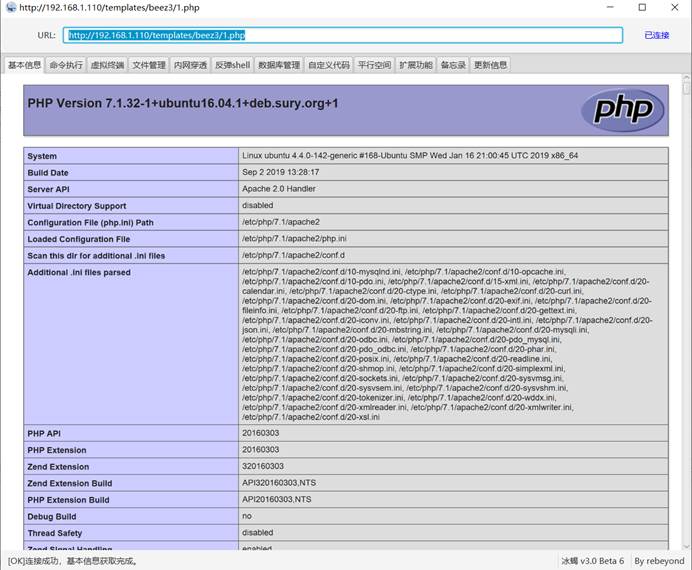 http://192.168.1.110/templates/beez3/1.php
URL: http://192.168.1.110/templates/beez3/1.php 已连接
基本信息 命令执行 虚拟终端 文件管理 内网穿透 反弹shell 数据库管理 自定义代码 平行空间 扩展功能 备忘录 更新信息
PHP Version 7.1.32-1+ubuntu16.04.1+deb.sury.org+1 php
System Linux ubuntu 4.4.0-142-generic #168-Ubuntu SMP Wed Jan 16 21:00:45 UTC 2019 x86_64
Build Date Sep 2 2019 13:28:17
Server API Apache 2.0 Handler
Virtual Directory Support disabled
Configuration File (php.ini) Path /etc/php/7.1/apache2
Loaded Configuration File /etc/php/7.1/apache2/php.ini
Scan this dir for additional .ini files /etc/php/7.1/apache2/conf.d
Additional .ini files parsed /etc/php/7.1/apache2/conf.d/10-mysqlnd.ini, /etc/php/7.1/apache2/conf.d/10-opcache.ini,
/etc/php/7.1/apache2/conf.d/10-pdo.ini, /etc/php/7.1/apache2/conf.d/15-xml.ini, /etc/php/7.1/apache2/conf.d/20-
calendar.ini, /etc/php/7.1/apache2/conf.d/20-ctype.ini, /etc/php/7.1/apache2/conf.d/20-curl.ini,
/etc/php/7.1/apache2/conf.d/20-dom.ini, /etc/php/7.1/apache2/conf.d/20-exif.ini, /etc/php/7.1/apache2/conf.d/20-
fileinfo.ini, /etc/php/7.1/apache2/conf.d/20-ftp.ini, /etc/php/7.1/apache2/conf.d/20-gettext.ini,
/etc/php/7.1/apache2/conf.d/20-iconv.ini, /etc/php/7.1/apache2/conf.d/20-intl.ini, /etc/php/7.1/apache2/conf.d/20-
json.ini, /etc/php/7.1/apache2/conf.d/20-mbstring.ini, /etc/php/7.1/apache2/conf.d/20-mysqli.ini,
/etc/php/7.1/apache2/conf.d/20-odbc.ini, /etc/php/7.1/apache2/conf.d/20-pdo_mysql.ini,
/etc/php/7.1/apache2/conf.d/20-pdo_odbc.ini, /etc/php/7.1/apache2/conf.d/20-phar.ini,
/etc/php/7.1/apache2/conf.d/20-posix.ini, /etc/php/7.1/apache2/conf.d/20-readline.ini,
/etc/php/7.1/apache2/conf.d/20-shmop.ini, /etc/php/7.1/apache2/conf.d/20-simplexml.ini,
/etc/php/7.1/apache2/conf.d/20-sockets.ini, /etc/php/7.1/apache2/conf.d/20-sysvmsg.ini,
/etc/php/7.1/apache2/conf.d/20-sysvsem.ini, /etc/php/7.1/apache2/conf.d/20-sysvshm.ini,
/etc/php/7.1/apache2/conf.d/20-tokenizer.ini, /etc/php/7.1/apache2/conf.d/20-wddx.ini,
/etc/php/7.1/apache2/conf.d/20-xmlreader.ini, /etc/php/7.1/apache2/conf.d/20-xmlwriter.ini,
/etc/php/7.1/apache2/conf.d/20-xsl.ini
PHP API 20160303
PHP Extension 20160303
Zend Extension 320160303
Zend Extension Build API320160303,NTS
PHP Extension Build API20160303,NTS
Debug Build no
Thread Safety disabled
Zend Signal Handling enabled
[OK]连接成功，基本信息获取完成。 冰蝎 v3.0 Beta 6 By rebeyond